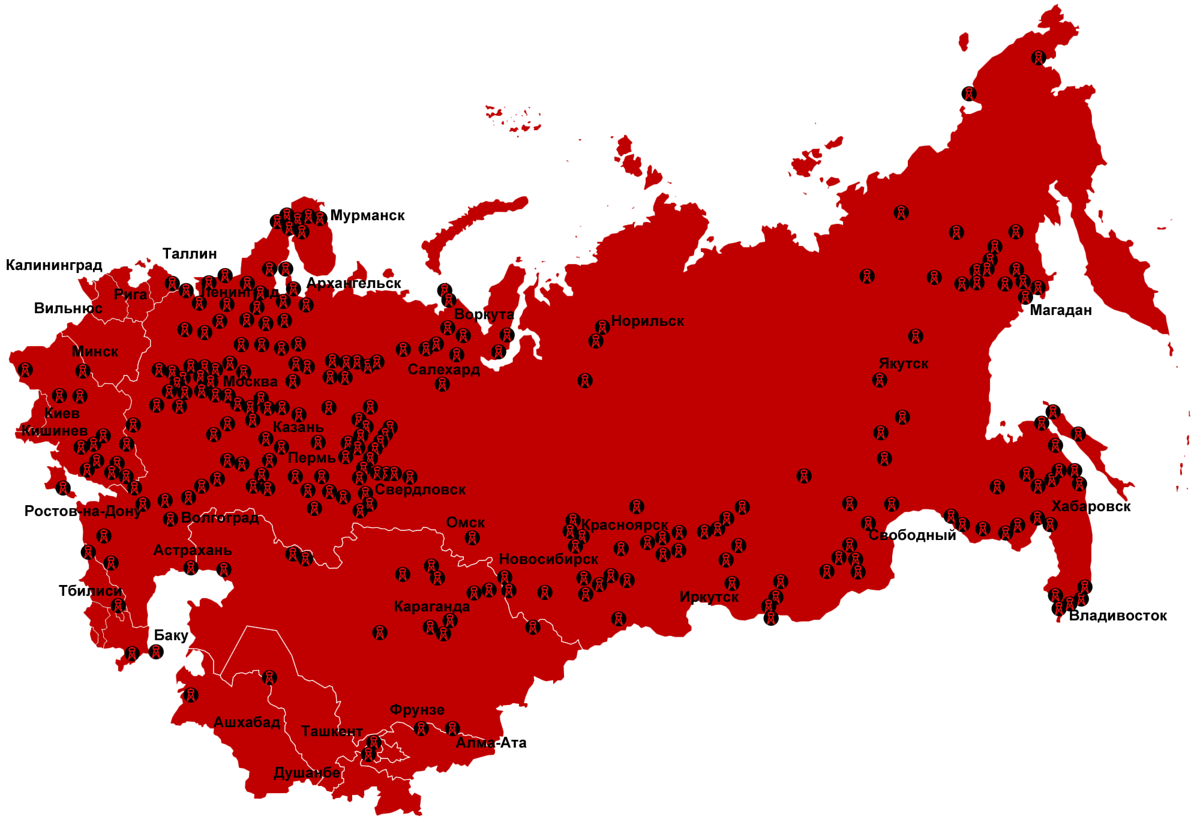 Мурманск
Таллин
Калининград
Архангельск
Рига
Ленинград
Вильнюс
Воркута
Норильск
Магадан
Минск
Якутск
Салехард
Москва
Киев
Казань
Кишинев
Пермь
Свердловск
Ростов-на-Дону
Хабаровск
Волгоград
Омск
Красноярск
Свободный
Астрахань
Новосибирск
Тбилиси
Иркутск
Караганда
Владивосток
Баку
Фрунзе
Ашхабад
Ташкент
Алма-Ата
Душанбе